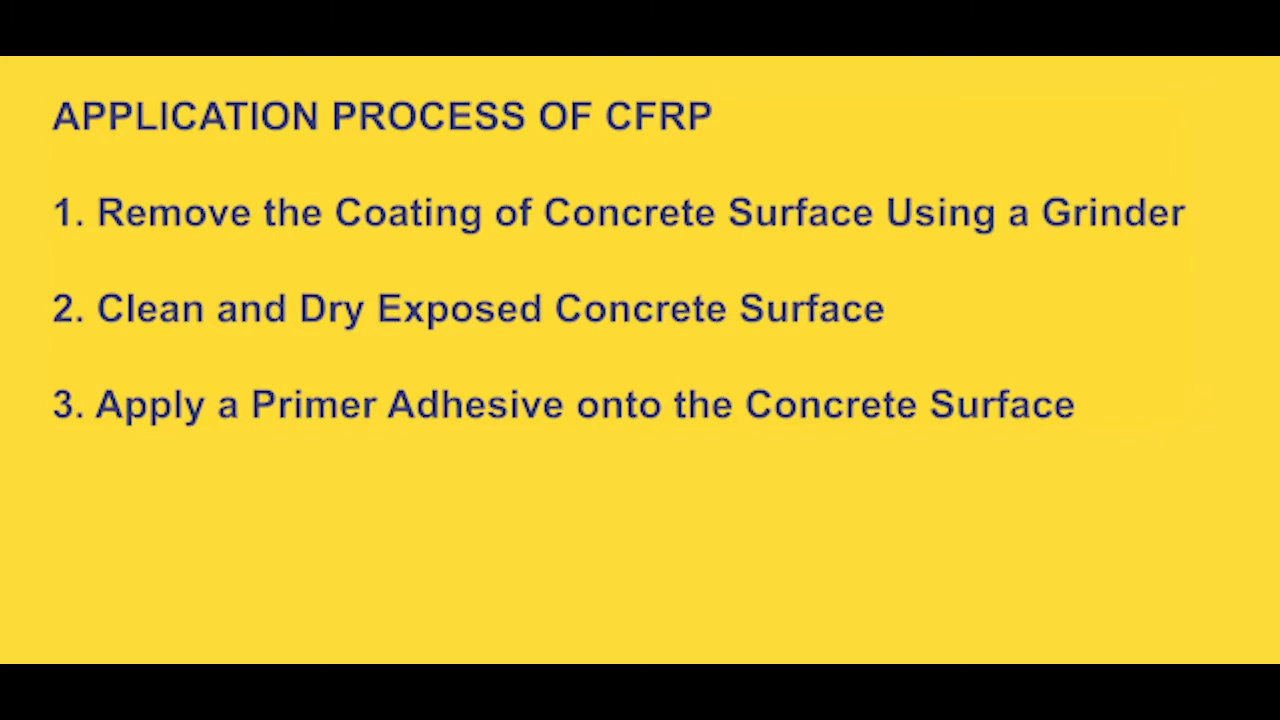 APPLICATION PROCESS OF CFRP
1. Remove the Coating of Concrete Surface Using a Grinder
2. Clean and Dry Exposed Concrete Surface
3. Apply a Primer Adhesive onto the Concrete Surface